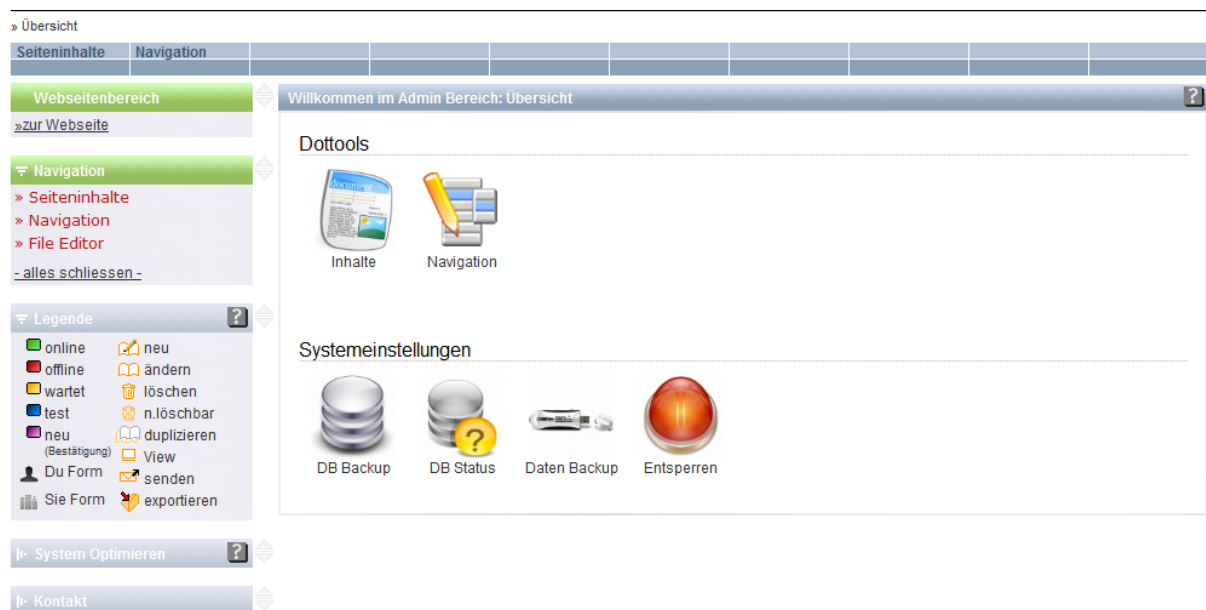 » Übersicht
Seiteninhalte Navigation
Webseitenbereich
»zur Webseite
Navigation
» Seiteninhalte
» Navigation
» File Editor
- alles schliessen -
Legende ?
online neu
offline ändern
wartet löschen
test n.löschbar
neu duplizieren
(Bestätigung) View
Du Form senden
Sie Form exportieren
System Optimieren ?
Kontakt
Willkommen im Admin Bereich: Übersicht ?
Dottools
document
Inhalte Navigation
Systemeinstellungen
?
DB Backup DB Status Daten Backup Entsperren